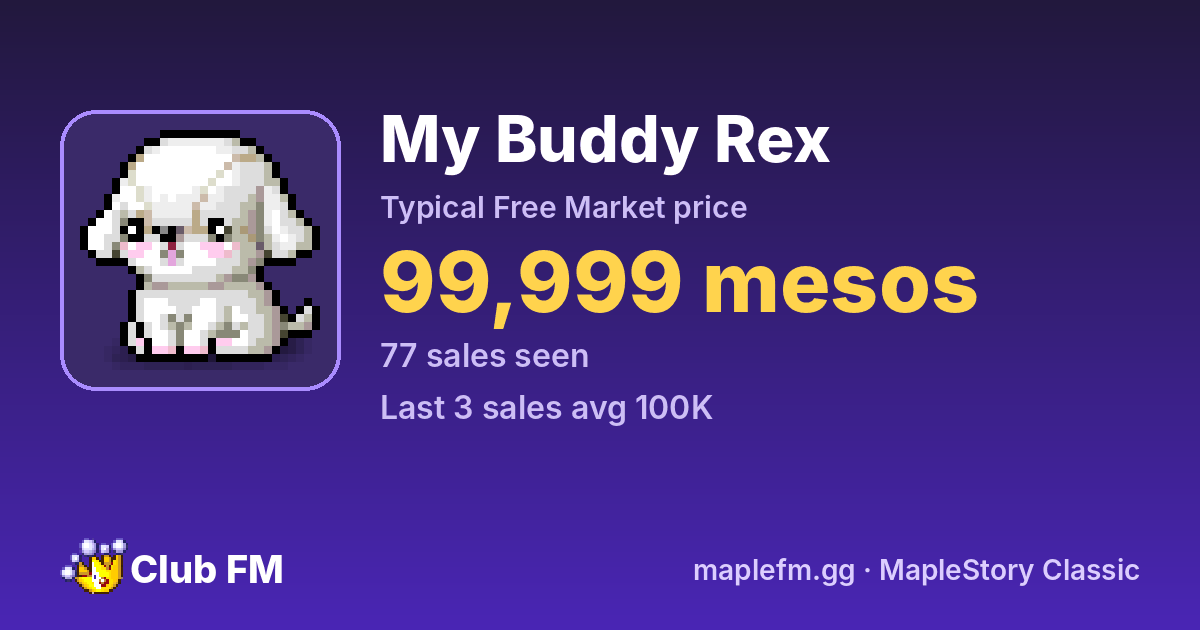 My Buddy Rex
Typical Free Market price
99,999 mesos
77 sales seen
Last 3 sales avg 100K
Club FM
maplefm.gg · MapleStory Classic